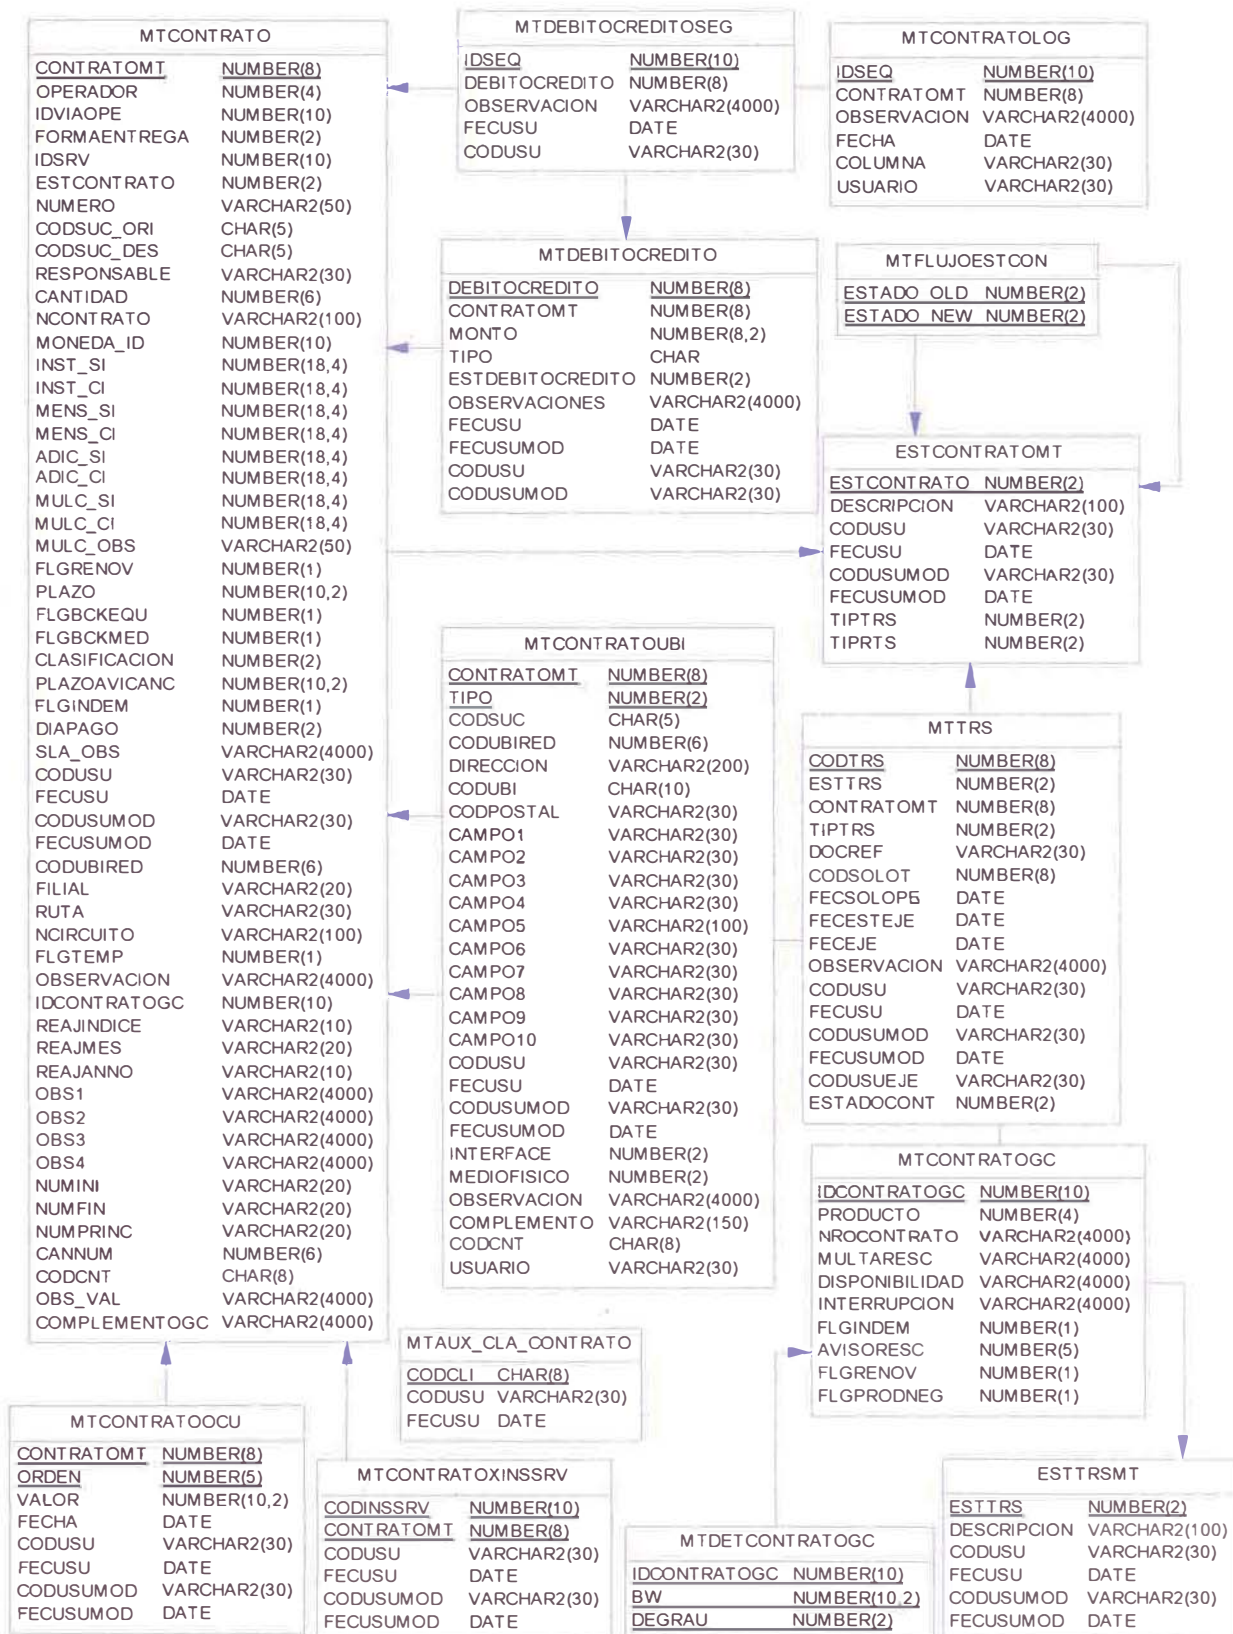 MTCONTRATO
CONTRATOMT NUMBER(8)
OPERADOR NUMBER(4)
IDVIAOPE NUMBER(10)
FORMAENTREGA NUMBER(2)
IDSRV NUMBER(10)
ESTCONTRATO NUMBER(2)
NUMERO VARCHAR2(50)
CODSUC_ORI CHAR(5)
CODSUC_DES CHAR(5)
RESPONSABLE VARCHAR2(30)
CANTIDAD NUMBER(6)
NCONTRATO VARCHAR2(100)
MONEDA_ID NUMBER(10)
INST_SI NUMBER(18,4)
INST_CI NUMBER(18,4)
MENS_SI NUMBER(18,4)
MENS_CI NUMBER(18,4)
ADIC_SI NUMBER(18,4)
ADIC_CI NUMBER(18,4)
MULC_SI NUMBER(18,4)
MULC_CI NUMBER(18,4)
MULC_OBS VARCHAR2(50)
FLGRENOV NUMBER(1)
PLAZO NUMBER(10,2)
FLGBCKEQU NUMBER(1)
FLGBCKMED NUMBER(1)
CLASIFICACION NUMBER(2)
PLAZOAVICANC NUMBER(10,2)
FLGINDEM NUMBER(1)
DIAPAGO NUMBER(2)
SLA_OBS VARCHAR2(4000)
CODUSU VARCHAR2(30)
FECUSU DATE
CODUSUMOD VARCHAR2(30)
FECUSUMOD DATE
CODUBIRED NUMBER(6)
FILIAL VARCHAR2(20)
RUTA VARCHAR2(30)
NCIRCUITO VARCHAR2(100)
FLGTEMP NUMBER(1)
OBSERVACION VARCHAR2(4000)
IDCONTRATOGC NUMBER(10)
REAJINDICE VARCHAR2(10)
REAJMES VARCHAR2(20)
REAJANNO VARCHAR2(10)
OBS1 VARCHAR2(4000)
OBS2 VARCHAR2(4000)
OBS3 VARCHAR2(4000)
OBS4 VARCHAR2(4000)
NUMINI VARCHAR2(20)
NUMFIN VARCHAR2(20)
NUMPRINC VARCHAR2(20)
CANNUM NUMBER(6)
CODCNT CHAR(8)
OBS_VAL VARCHAR2(4000)
COMPLEMENTOGC VARCHAR2(4000)
MTDEBITOCREDITOSEG
IDSEQ NUMBER(10)
DEBITOCREDITO NUMBER(8)
OBSERVACION VARCHAR2(4000)
FECUSU DATE
CODUSU VARCHAR2(30)
MTCONTRATOLOG
IDSEQ NUMBER(10)
CONTRATOMT NUMBER(8)
OBSERVACION VARCHAR2(4000)
FECHA DATE
COLUMNA VARCHAR2(30)
USUARIO VARCHAR2(30)
MTDEBITOCREDITO
DEBITOCREDITO NUMBER(8)
CONTRATOMT NUMBER(8)
MONTO NUMBER(8,2)
TIPO CHAR
ESTDEBITOCREDITO NUMBER(2)
OBSERVACIONES VARCHAR2(4000)
FECUSU DATE
FECUSUMOD DATE
CODUSU VARCHAR2(30)
CODUSUMOD VARCHAR2(30)
MTFLUJOESTCON
ESTADO_OLD NUMBER(2)
ESTADO_NEW NUMBER(2)
ESTCONTRATOMT
ESTCONTRATO NUMBER(2)
DESCRIPCION VARCHAR2(100)
CODUSU VARCHAR2(30)
FECUSU DATE
CODUSUMOD VARCHAR2(30)
FECUSUMOD DATE
TIPTRS NUMBER(2)
TIPRTS NUMBER(2)
MTCONTRATOUBI
CONTRATOMT NUMBER(8)
TIPO NUMBER(2)
CODSUC CHAR(5)
CODUBIRED NUMBER(6)
DIRECCION VARCHAR2(200)
CODUBI CHAR(10)
CODPOSTAL VARCHAR2(30)
CAMPO1 VARCHAR2(30)
CAMPO2 VARCHAR2(30)
CAMPO3 VARCHAR2(30)
CAMPO4 VARCHAR2(30)
CAMPO5 VARCHAR2(100)
CAMPO6 VARCHAR2(30)
CAMPO7 VARCHAR2(30)
CAMPO8 VARCHAR2(30)
CAMPO9 VARCHAR2(30)
CAMPO10 VARCHAR2(30)
CODUSU VARCHAR2(30)
FECUSU DATE
CODUSUMOD VARCHAR2(30)
FECUSUMOD DATE
INTERFACE NUMBER(2)
MEDIOFISICO NUMBER(2)
OBSERVACION VARCHAR2(4000)
COMPLEMENTO VARCHAR2(150)
CODCNT CHAR(8)
USUARIO VARCHAR2(30)
MTTRS
CODTRS NUMBER(8)
ESTTRS NUMBER(2)
CONTRATOMT NUMBER(8)
TIPTRS NUMBER(2)
DOCREF VARCHAR2(30)
CODSOLOT NUMBER(8)
FECSOLOPE DATE
FECESTEJE DATE
FECEJE DATE
OBSERVACION VARCHAR2(4000)
CODUSU VARCHAR2(30)
FECUSU DATE
CODUSUMOD VARCHAR2(30)
FECUSUMOD DATE
CODUSUEJE VARCHAR2(30)
ESTADOCONT NUMBER(2)
MTCONTRATOGC
IDCONTRATOGC NUMBER(10)
PRODUCTO NUMBER(4)
NROCONTRATO VARCHAR2(4000)
MULTARESC VARCHAR2(4000)
DISPONIBILIDAD VARCHAR2(4000)
INTERRUPCION VARCHAR2(4000)
FLGINDEM NUMBER(1)
AVISORESC NUMBER(5)
FLGRENOV NUMBER(1)
FLGPRODNEG NUMBER(1)
MTAUX_CLA_CONTRATO
CODCLI CHAR(8)
CODUSU VARCHAR2(30)
FECUSU DATE
MTCONTRATOOCU
CONTRATOMT NUMBER(8)
ORDEN NUMBER(5)
VALOR NUMBER(10,2)
FECHA DATE
CODUSU VARCHAR2(30)
FECUSU DATE
CODUSUMOD VARCHAR2(30)
FECUSUMOD DATE
MTCONTRATOXINSSRV
CODINSSRV NUMBER(10)
CONTRATOMT NUMBER(8)
CODUSU VARCHAR2(30)
FECUSU DATE
CODUSUMOD VARCHAR2(30)
FECUSUMOD DATE
MTDETCONTRATOGC
IDCONTRATOGC NUMBER(10)
BW NUMBER(10,2)
DEGRAU NUMBER(2)
ESTTRSMT
ESTTRS NUMBER(2)
DESCRIPCION VARCHAR2(100)
CODUSU VARCHAR2(30)
FECUSU DATE
CODUSUMOD VARCHAR2(30)
FECUSUMOD DATE